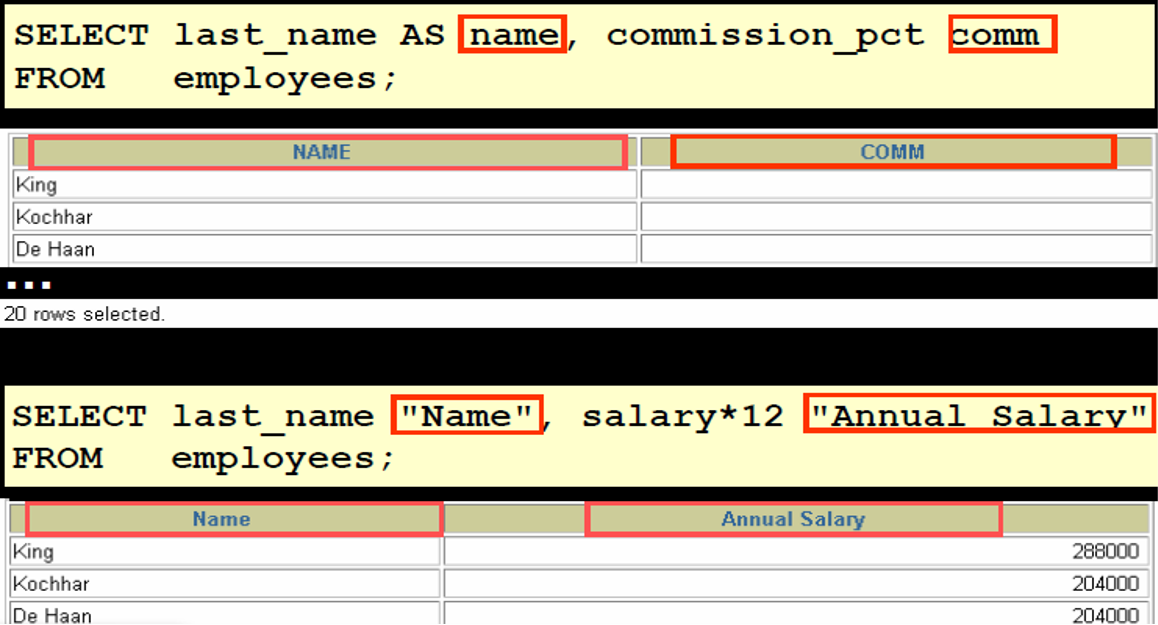 SELECT last_name AS name, commission_pct comm
FROM employees;
NAME COMM
King
Kochhar
De Haan
...
20 rows selected.
SELECT last_name "Name", salary*12 "Annual Salary"
FROM employees;
Name Annual Salary
King 288000
Kochhar 204000
De Haan 204000